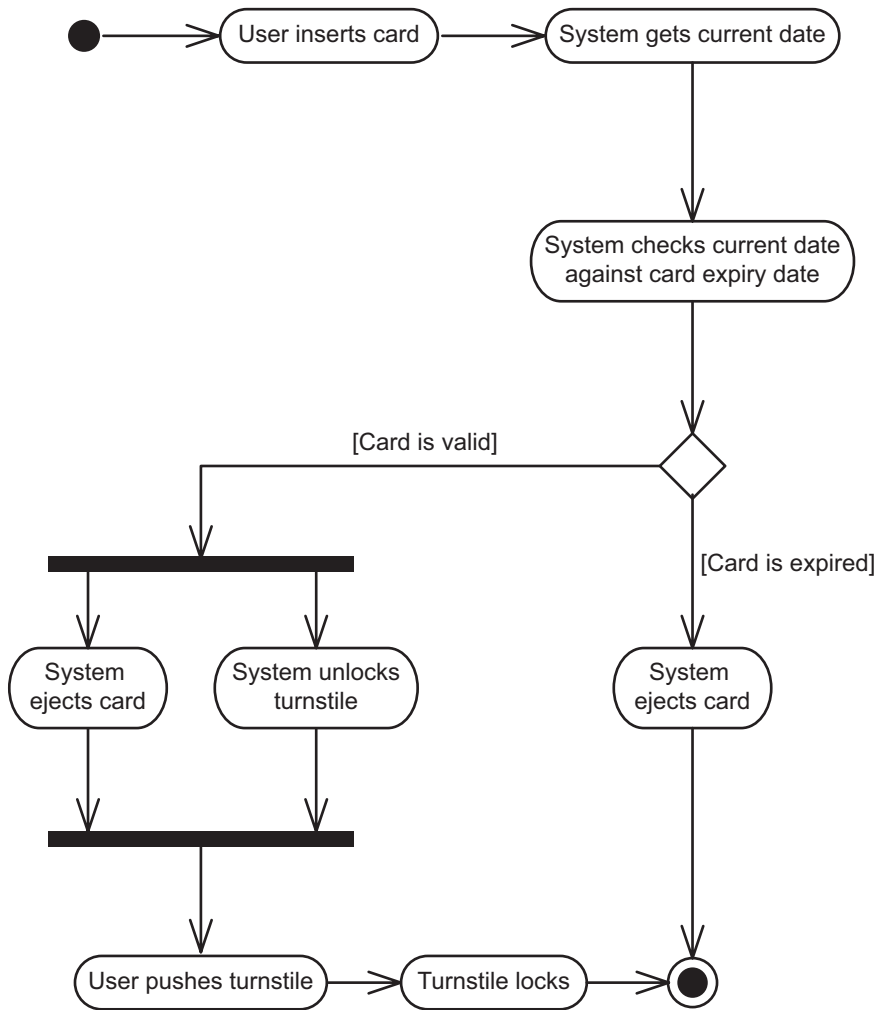 User inserts card
System gets current date
System checks current date
against card expiry date
[Card is valid]
[Card is expired]
System
ejects card
System unlocks
turnstile
System
ejects card
User pushes turnstile
Turnstile locks